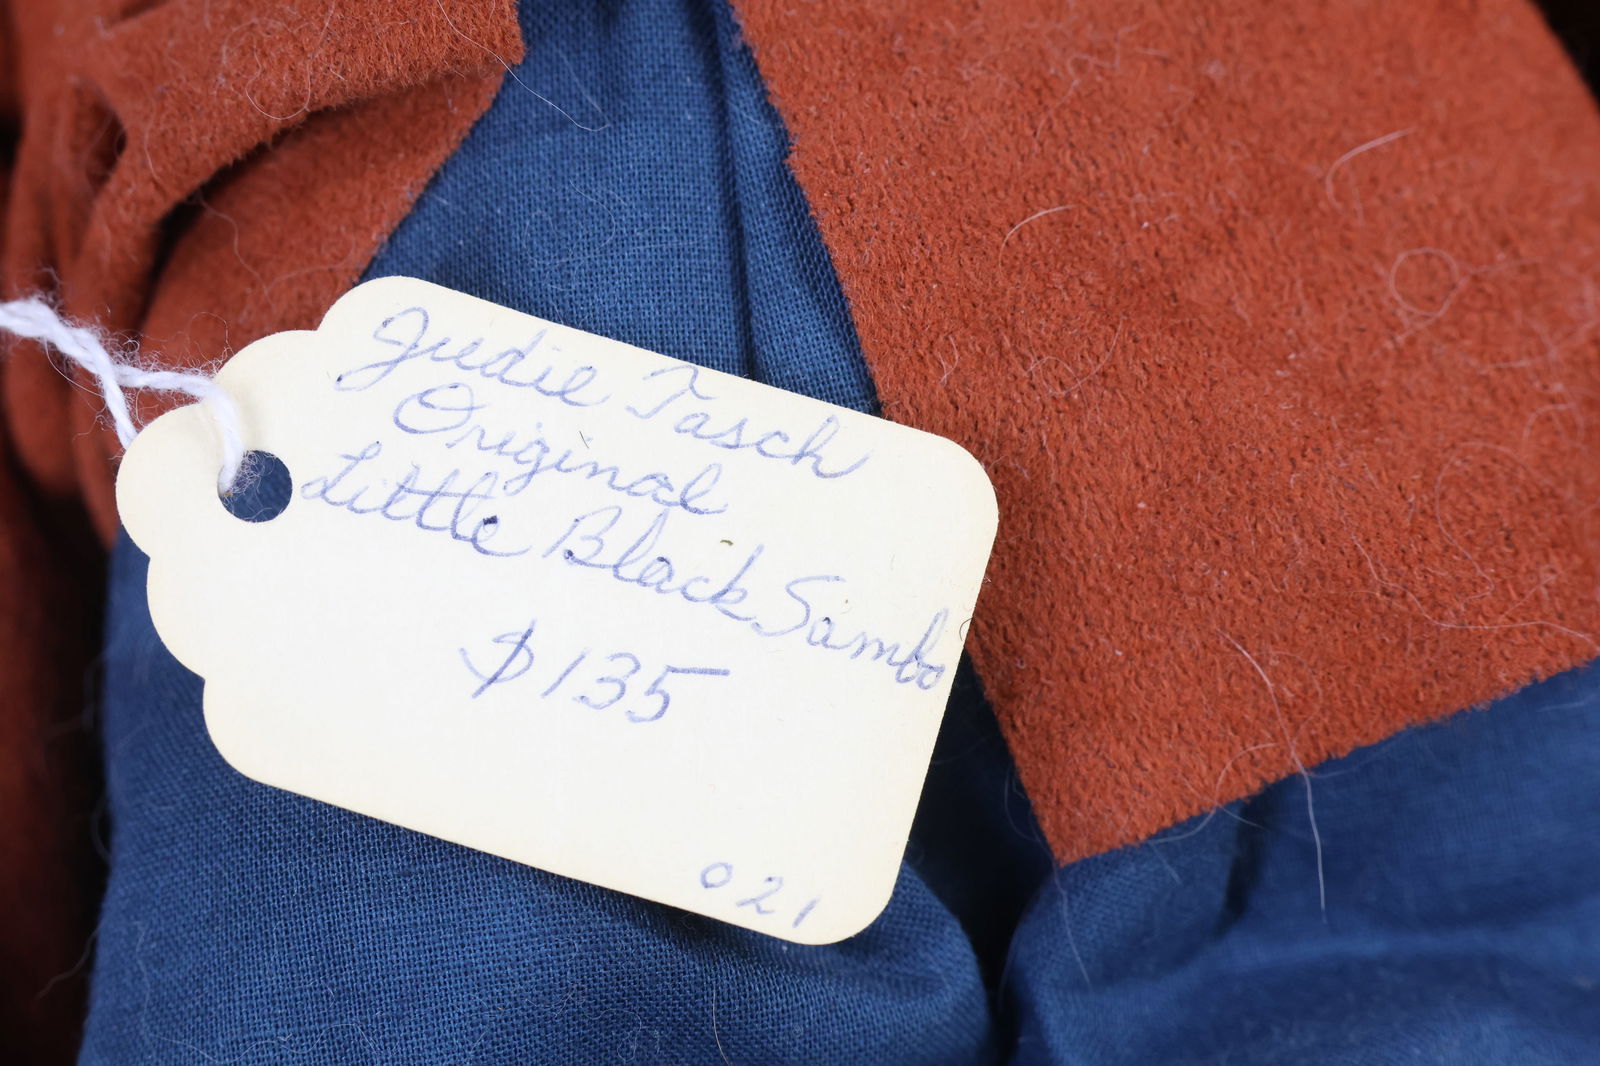 Judie Tasch
Original
Little Black Sambo
$135
021